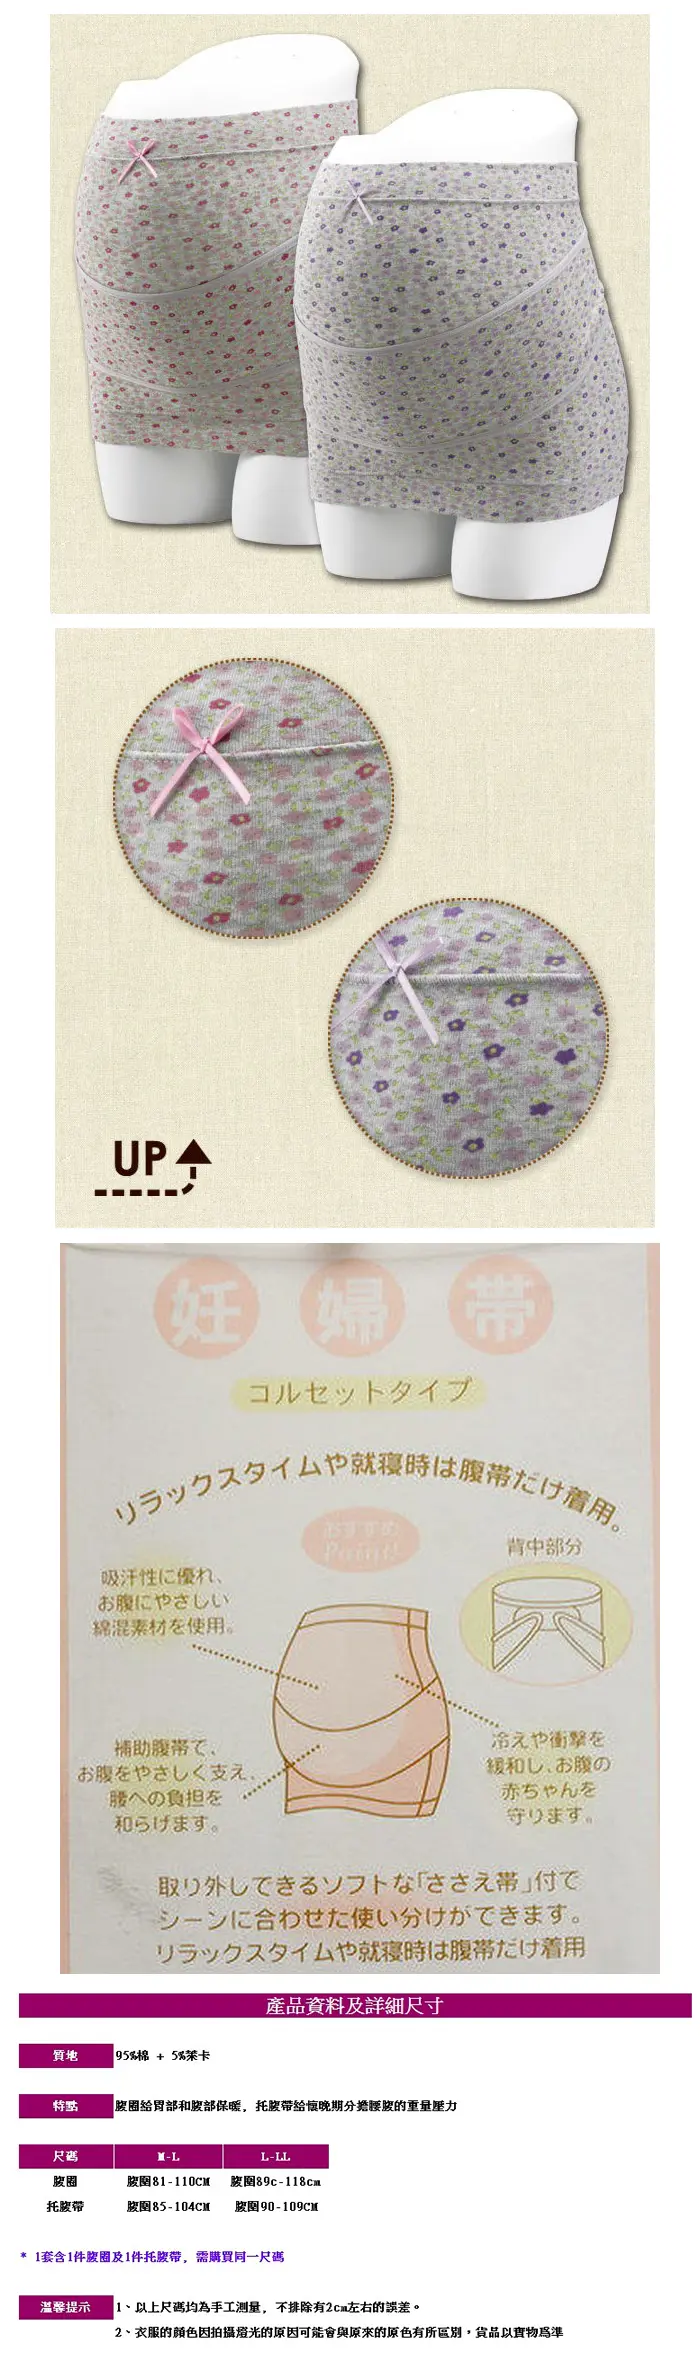 UP
妊婦帯
コルセットタイプ
リラックスタイムや就寝時は腹帯だけ着用。
おすすめ
Point!
背中部分
吸汗性に優れ、
お腹にやさしい
綿混素材を使用。
補助腹帯で、
お腹をやさしく支え、
腰への負担を
和らげます。
冷えや衝撃を
緩和し、お腹の
赤ちゃんを
守ります。
取り外しできるソフトな「ささえ帯」付で
シーンに合わせた使い分けができます。
リラックスタイムや就寝時は腹帯だけ着用
產品資料及詳細尺寸
質地 95%棉 + 5%萊卡
特點 腹圈給胃部和腹部保暖, 托腹帶給懷晚期分擔腰腹的重量壓力
尺碼 M-L L-LL
腹圈 腹圍81-110CM 腹圍89c-118cm
托腹帶 腹圍85-104CM 腹圍90-109CM
* 1套含1件腹圈及1件托腹帶, 需購買同一尺碼
溫馨提示 1、以上尺碼均為手工測量, 不排除有2cm左右的誤差。
2、衣服的顏色因拍攝燈光的原因可能會與原來的原色有所區別，貨品以實物爲準